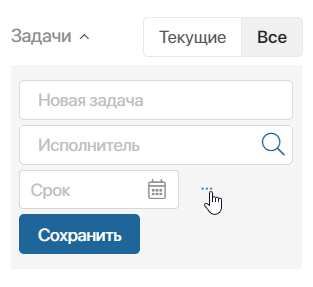 Задачи
Текущие
Все
Новая задача
Исполнитель
Срок
...
Сохранить